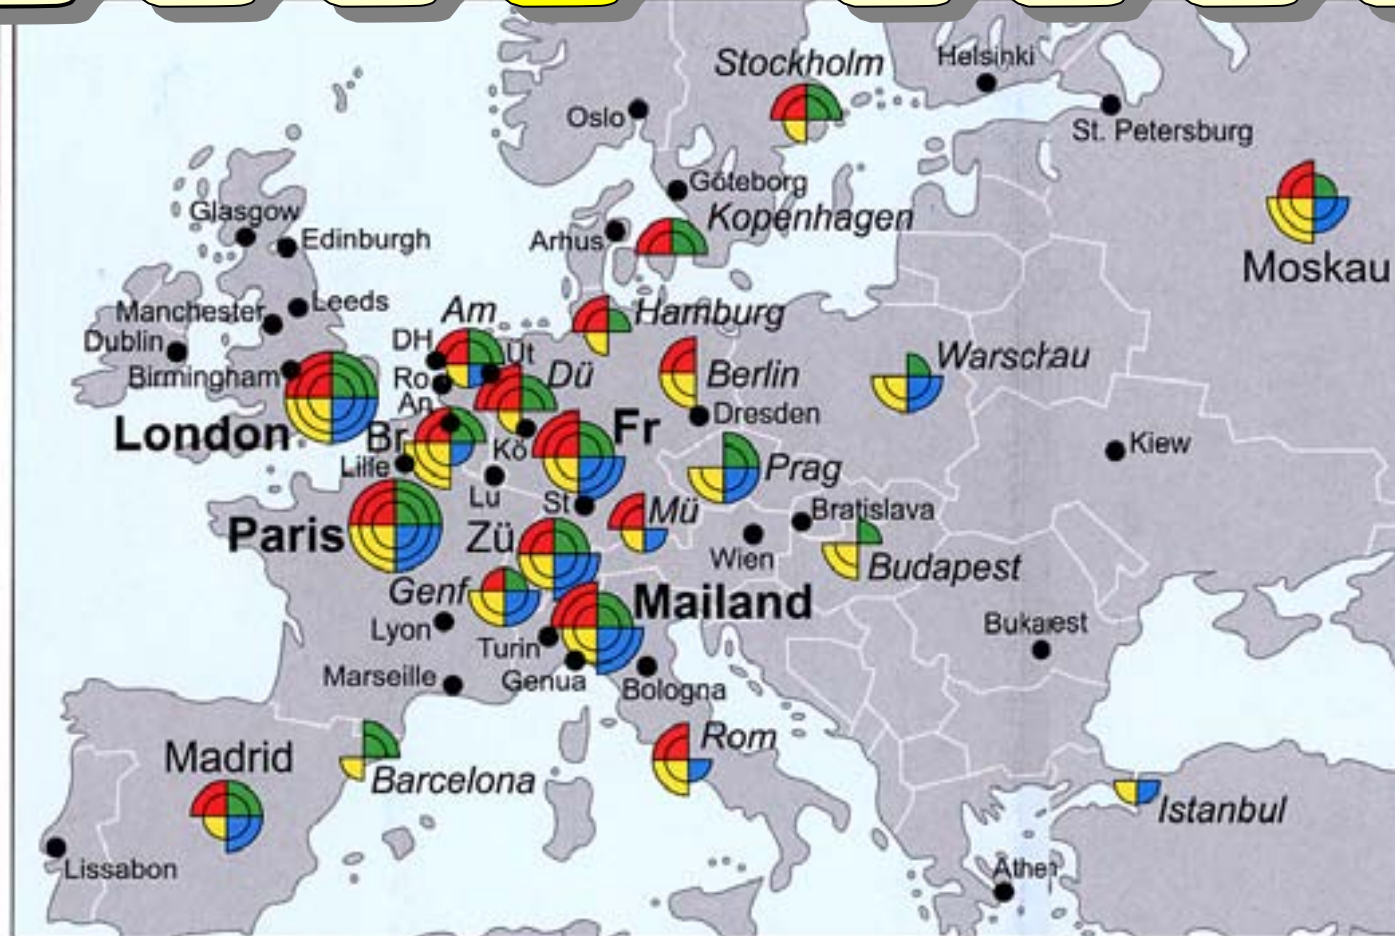 Stockholm
Helsinki
Oslo
St. Petersburg
Göteborg
Kopenhagen
Arhus
Moskau
Glasgow
Edinburgh
Leeds
Manchester
Dublin
Birmingham
London
Am
Hamburg
DH
Ut
Ro
Dü
An
Berlin
Warschau
Dresden
Br
Fr
Kö
Lille
Kiew
Prag
Lu
St
Mü
Bratislava
Paris
Zü
Wien
Budapest
Genf
Mailand
Lyon
Turin
Bukarest
Marseille
Genua
Bologna
Madrid
Rom
Barcelona
Istanbul
Lissabon
Athen